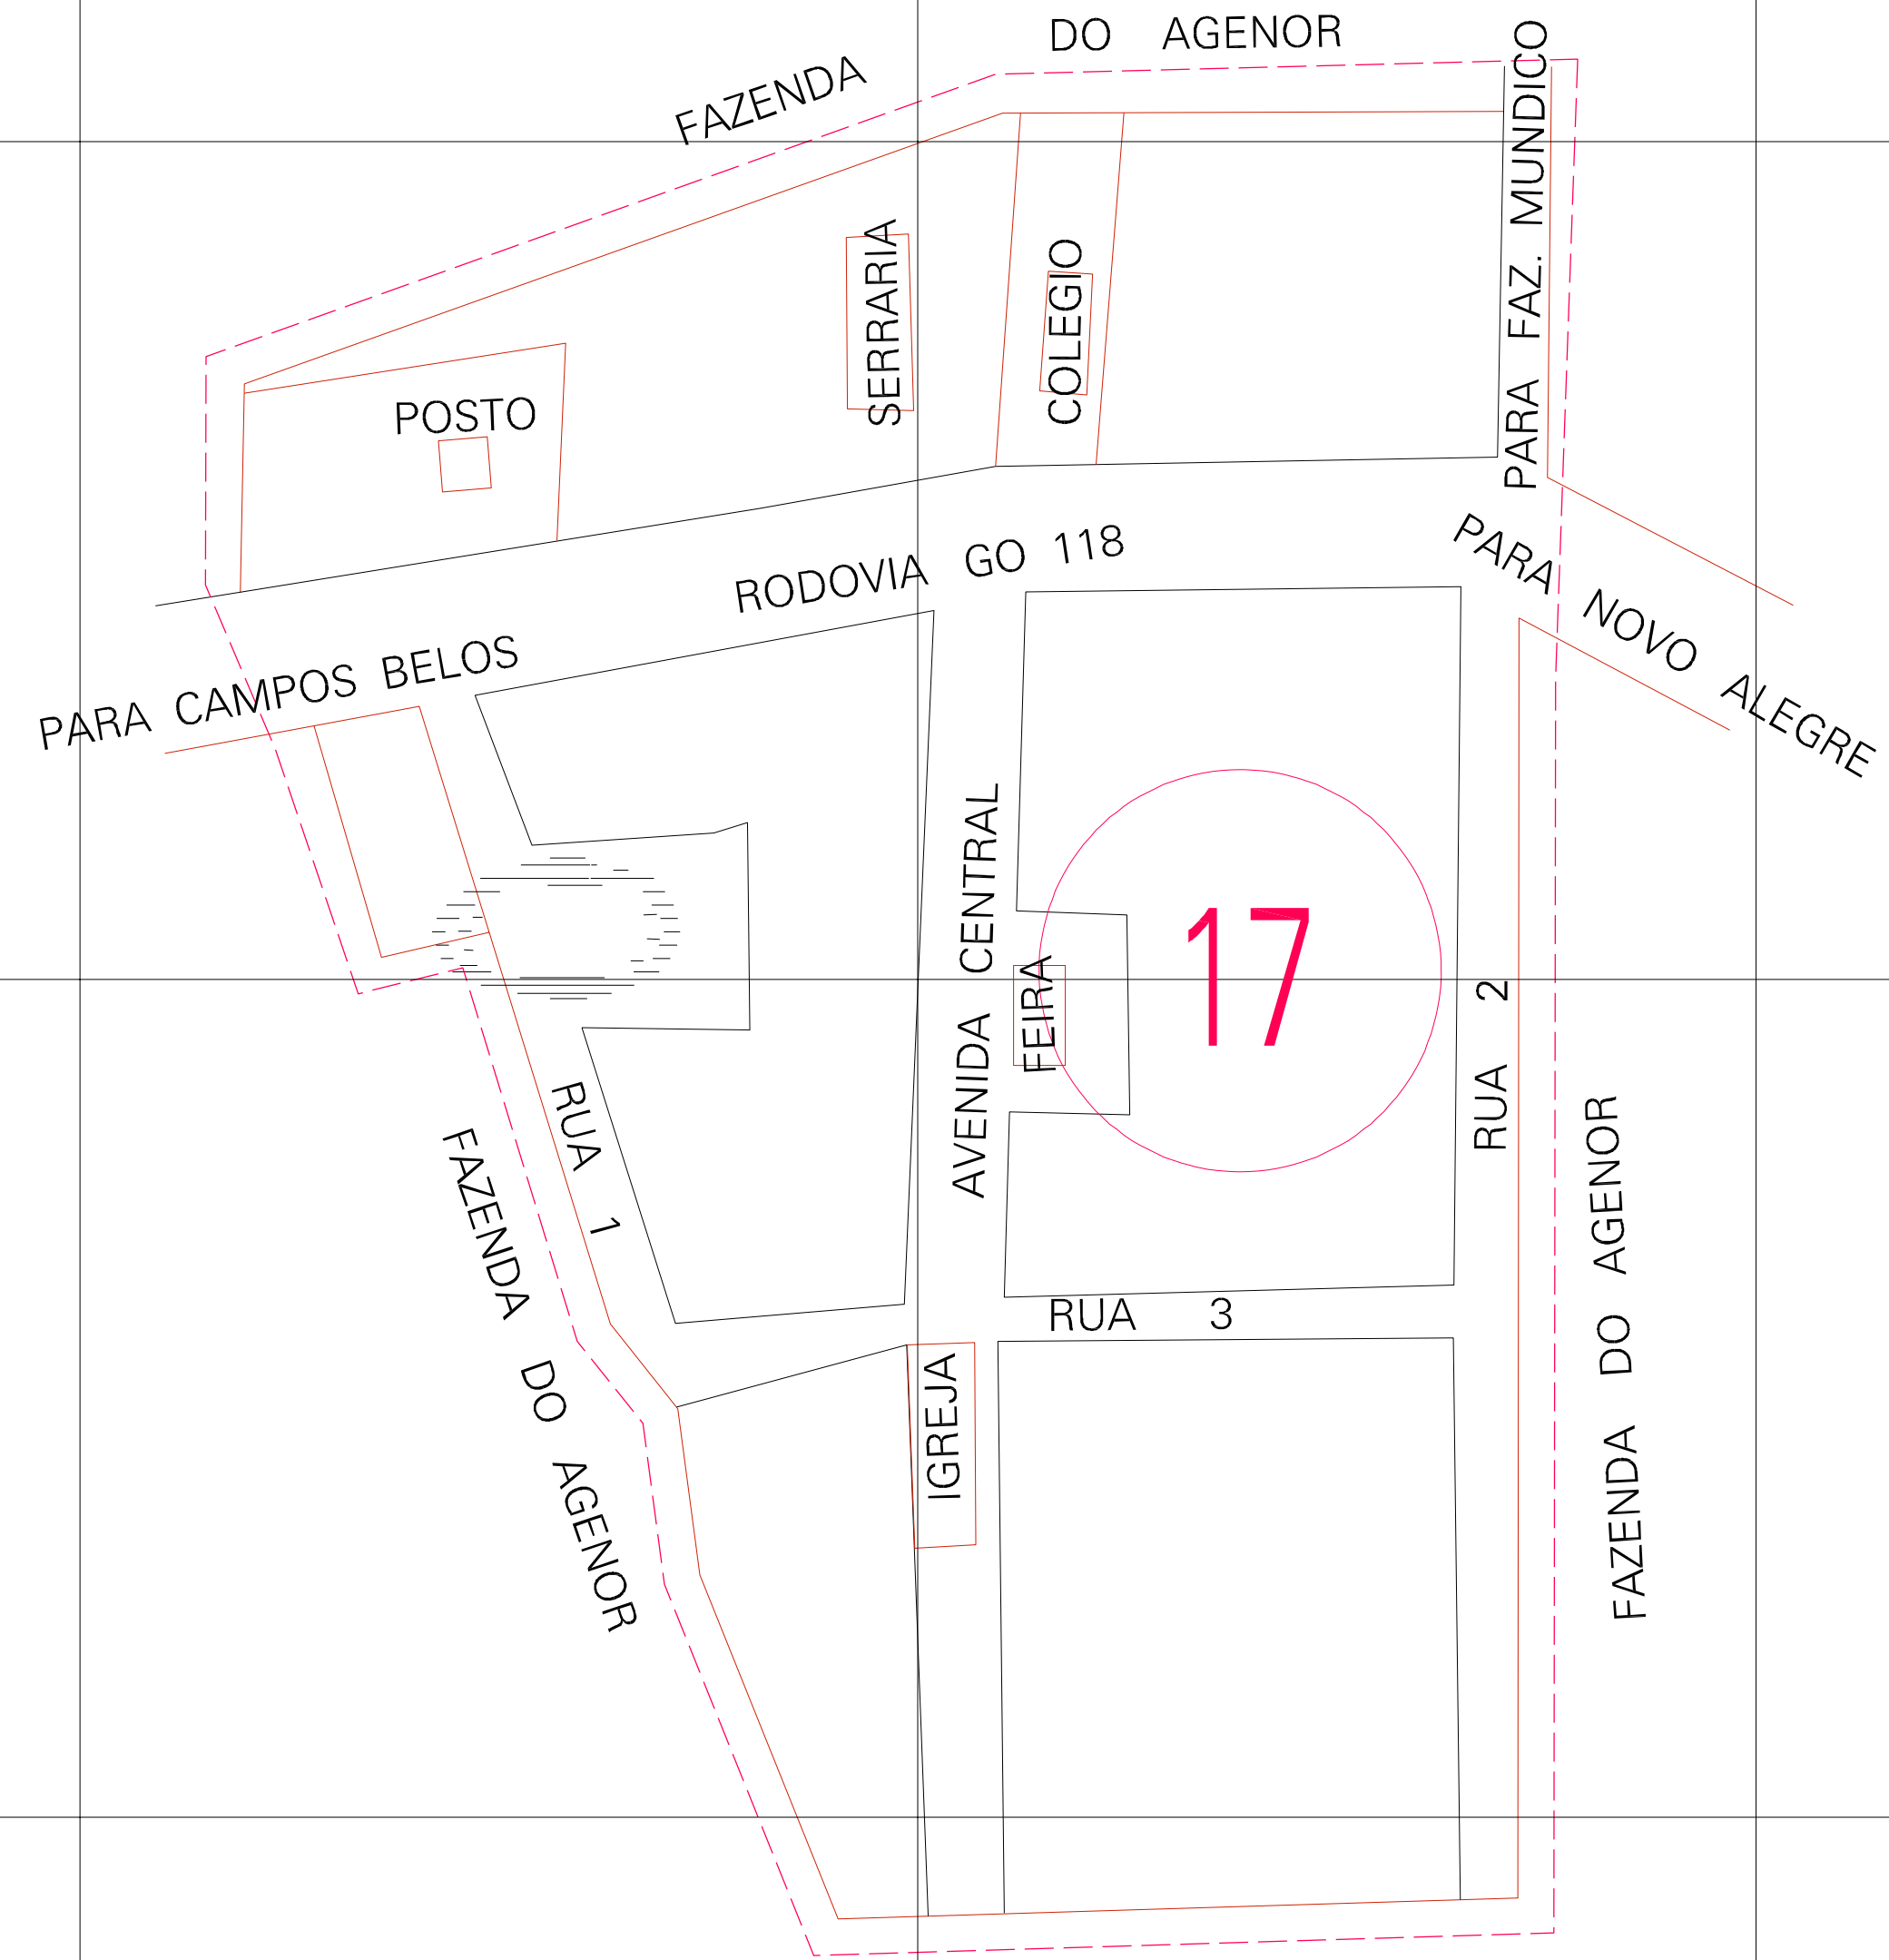 DO AGENOR
FAZENDA
PARA FAZ. MUNDICO
SERRARIA
COLEGIO
POSTO
RODOVIA GO 118
PARA NOVO ALEGRE
PARA CAMPOS BELOS
AVENIDA CENTRAL
17
FEIRA
RUA 2
RUA 1
FAZENDA DO AGENOR
FAZENDA DO AGENOR
RUA 3
IGREJA